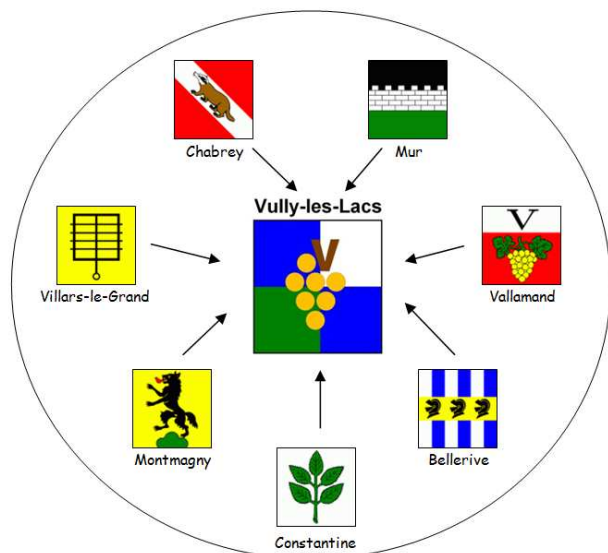 Chabrey
Mur
Vully-les-Lacs
V
V
Villars-le-Grand
Vallamand
Montmagny
Bellerive
Constantine